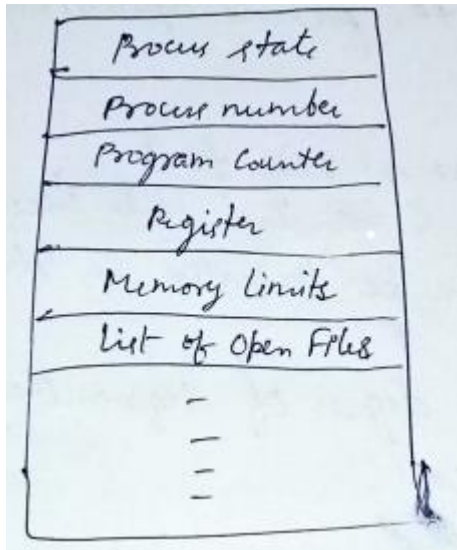 Process state
Process number
Program Counter
Register
Memory Limits
List of Open Files
–
–
–
–